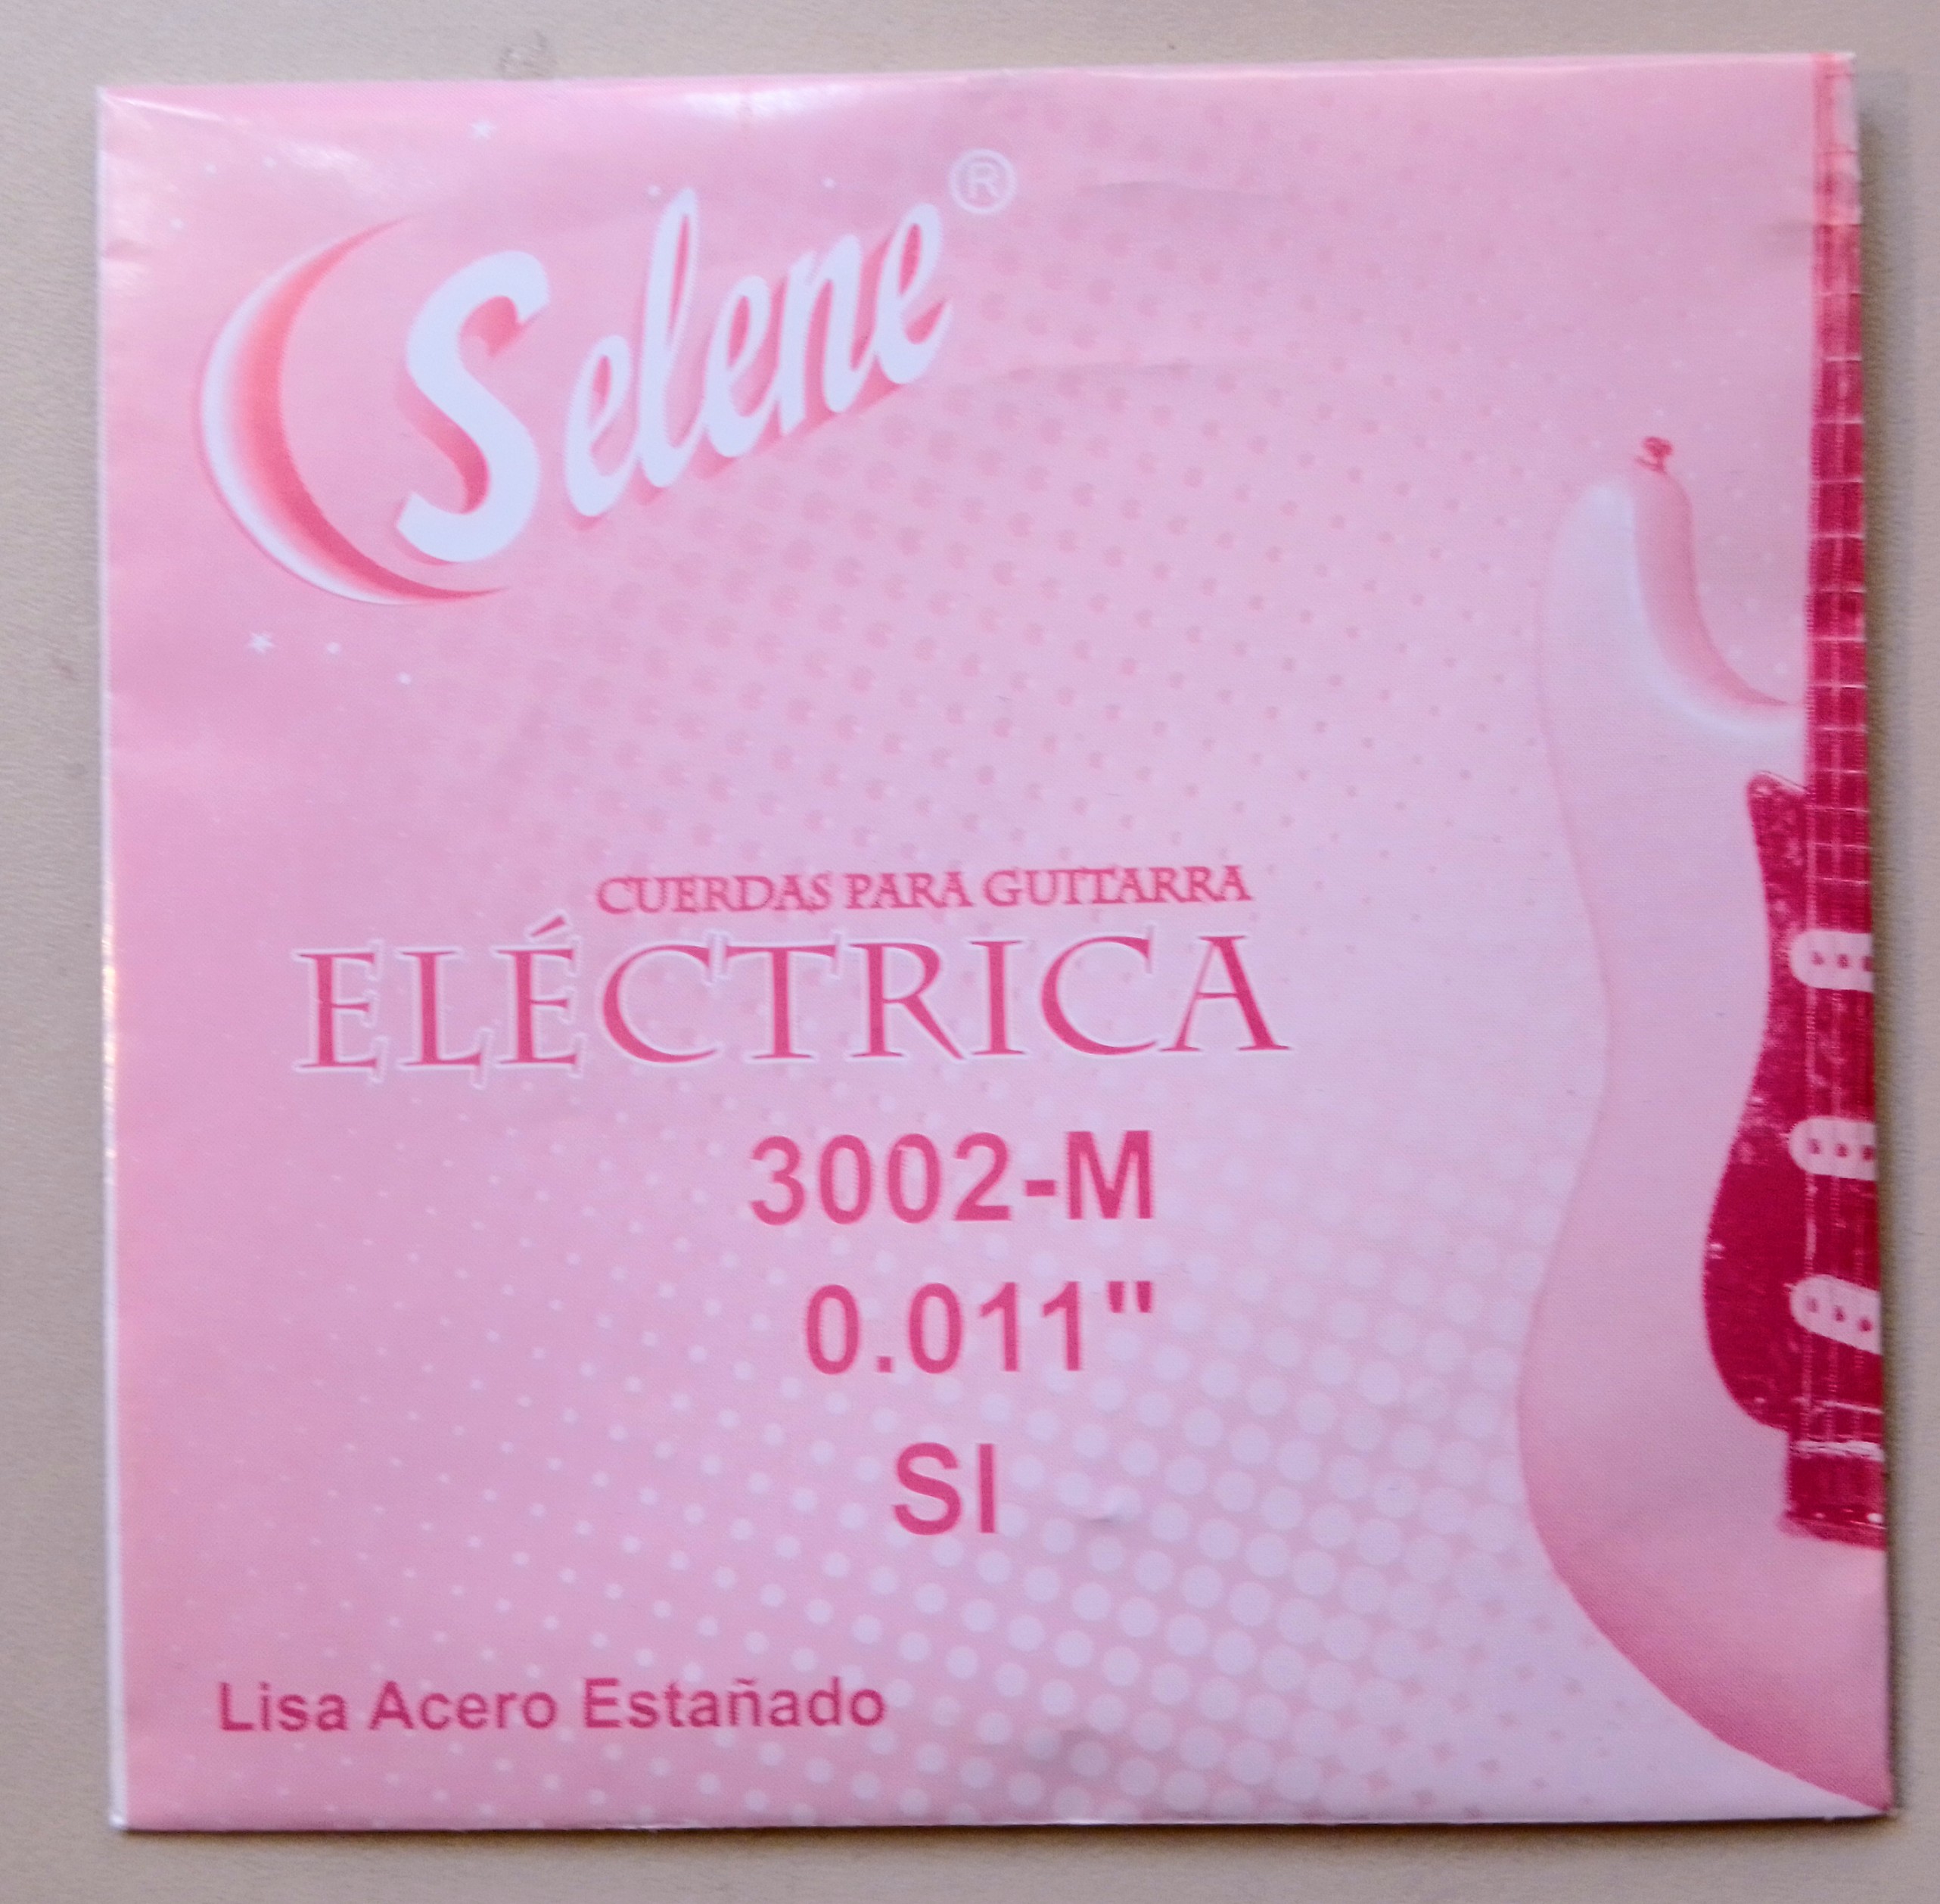 Selene®
CUERDAS PARA GUITARRA
ELÉCTRICA
3002-M
0.011"
SI
Lisa Acero Estañado